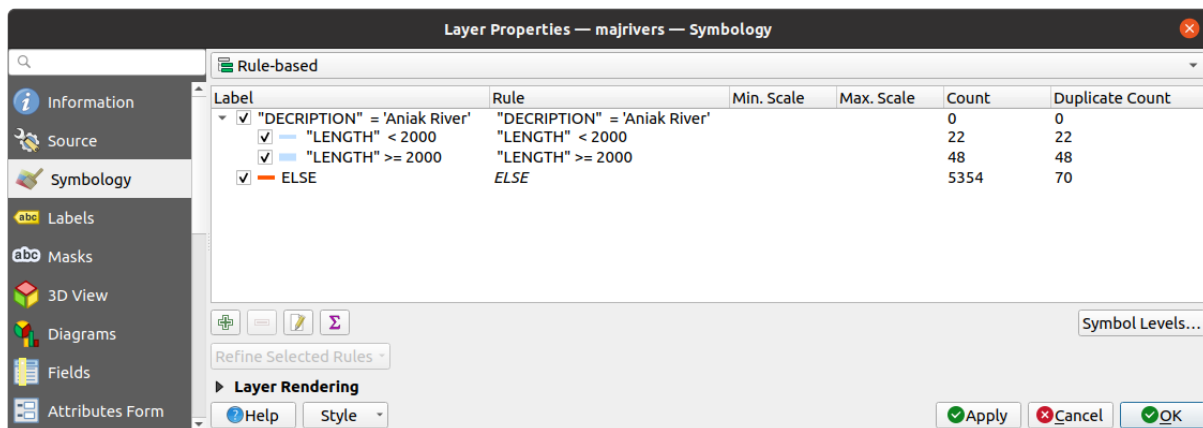 Layer Properties — majrivers — Symbology
Rule-based
Information
Source
Symbology
Labels
Masks
3D View
Diagrams
Fields
Attributes Form
abc
abc
Label Rule Min. Scale Max. Scale Count Duplicate Count
"DECRIPTION" = 'Aniak River' "DECRIPTION" = 'Aniak River' 0 0
"LENGTH" < 2000 "LENGTH" < 2000 22 22
"LENGTH" >= 2000 "LENGTH" >= 2000 48 48
ELSE ELSE 5354 70
Symbol Levels...
Refine Selected Rules
Layer Rendering
Help Style Apply Cancel OK